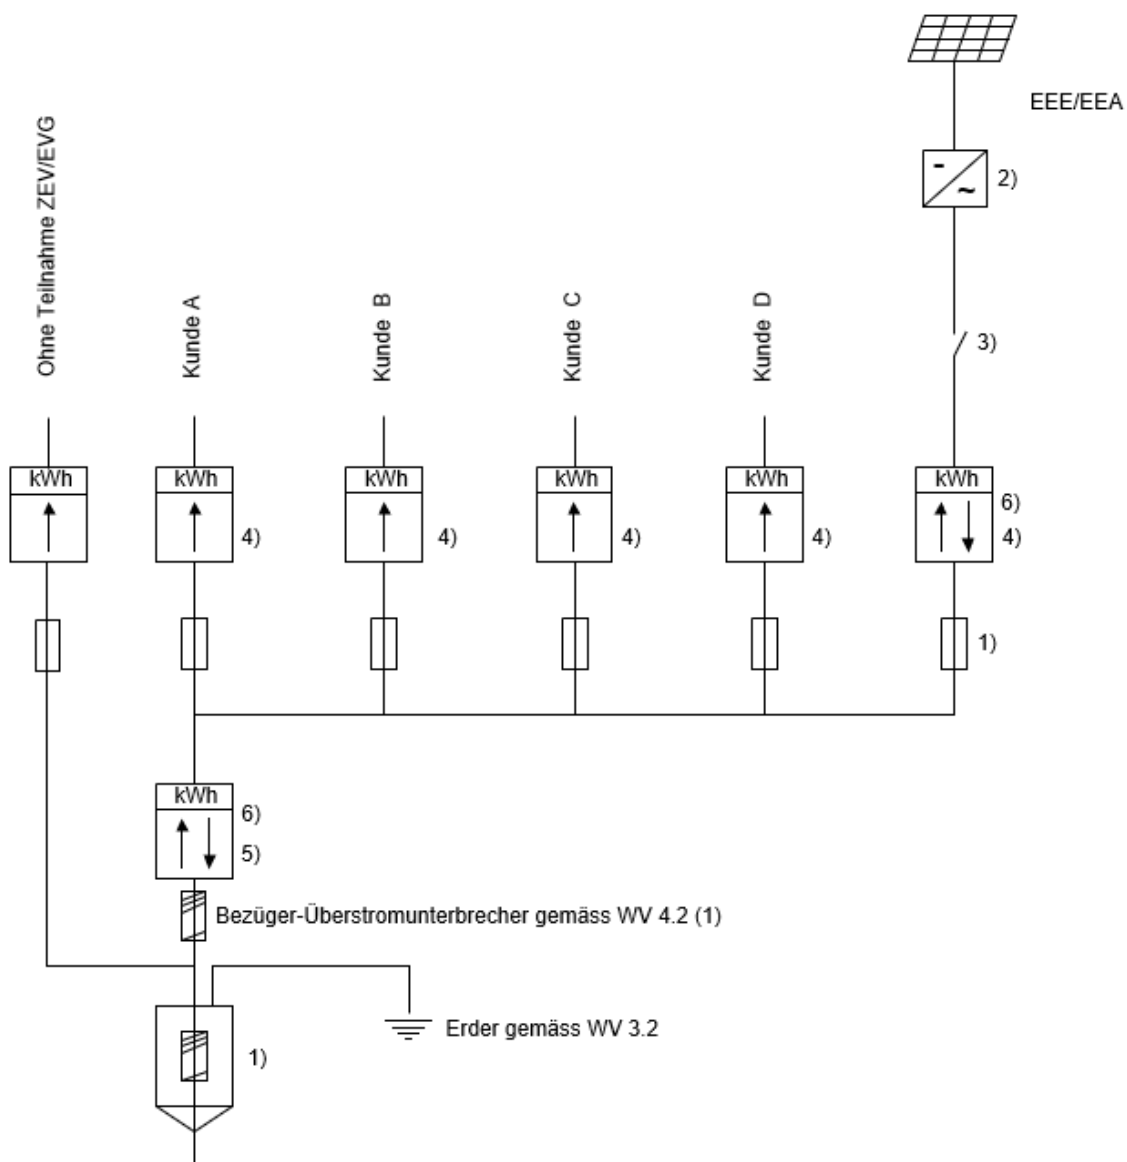 EEE/EEA
2)
3)
Ohne Teilnahme ZEV/EVG
Kunde A
Kunde B
Kunde C
Kunde D
kWh
kWh
4)
kWh
4)
kWh
4)
kWh
4)
kWh
6)
4)
1)
kWh
6)
5)
Bezüger-Überstromunterbrecher gemäss WV 4.2 (1)
Erder gemäss WV 3.2
1)